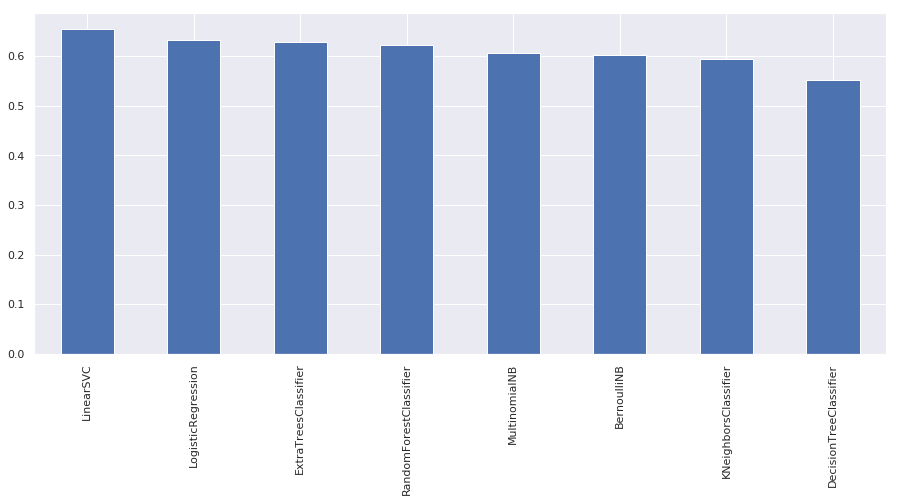 0.6
0.5
0.4
0.3
0.2
0.1
0.0
LinearSVC
LogisticRegression
ExtraTreesClassifier
RandomForestClassifier
MultinomialNB
BernoulliNB
KNeighborsClassifier
DecisionTreeClassifier